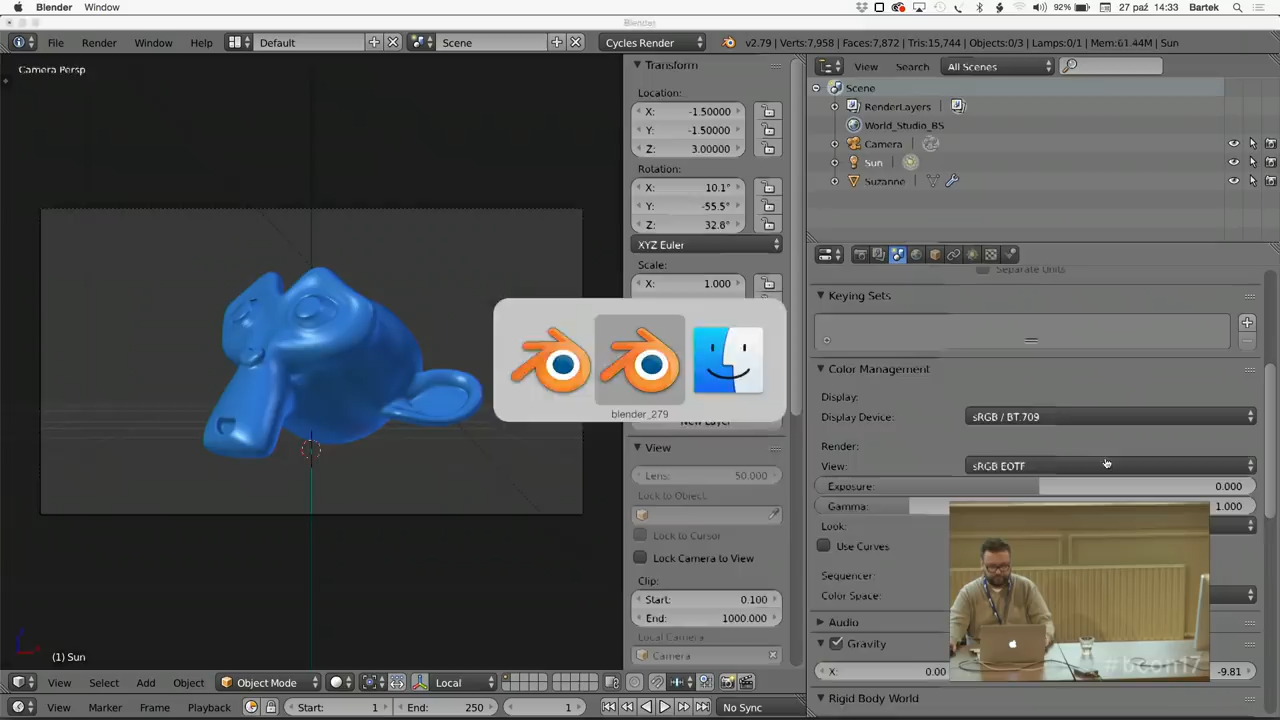 Blender Window
92% 27 paź 14:33 Bartek
Blender
File Render Window Help Default Scene Cycles Render v2.79 | Verts:7,958 | Faces:7,872 | Tris:15,744 | Objects:0/3 | Lamps:0/1 | Mem:61.44M | Sun
Camera Persp
Transform
Location:
X: -1.50000
Y: -1.50000
Z: 3.00000
Rotation:
X: 10.1°
Y: -55.5°
Z: 32.8°
XYZ Euler
Scale:
X: 1.000
New Layer
View
Lens: 50.000
Lock to Object:
Lock to Cursor
Lock Camera to View
Clip:
Start: 0.100
End: 1000.000
Local Camera:
Camera
View Search All Scenes
Scene
RenderLayers
World_Studio_BS
Camera
Sun
Suzanne
Separate Units
Keying Sets
Color Management
Display:
Display Device: sRGB / BT.709
Render:
View: sRGB EOTF
Exposure: 0.000
Gamma: 1.000
Look:
Use Curves
Sequencer:
Color Space:
Audio
Gravity
X: 0.00 -9.81
Rigid Body World
blender_279
#bcon17
(1) Sun
View Select Add Object Object Mode Local
View Marker Frame Playback Start: 1 End: 250 1 No Sync